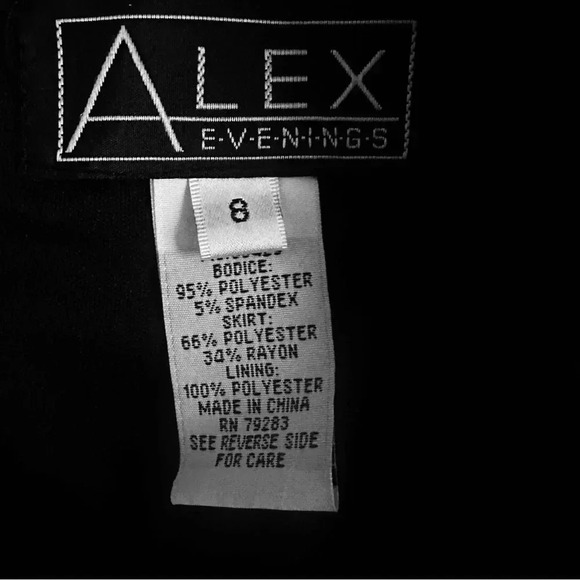 ALEX
E·V·E·N·I·N·G·S
8
BODICE:
95% POLYESTER
5% SPANDEX
SKIRT:
66% POLYESTER
34% RAYON
LINING:
100% POLYESTER
MADE IN CHINA
RN 79283
SEE REVERSE SIDE
FOR CARE